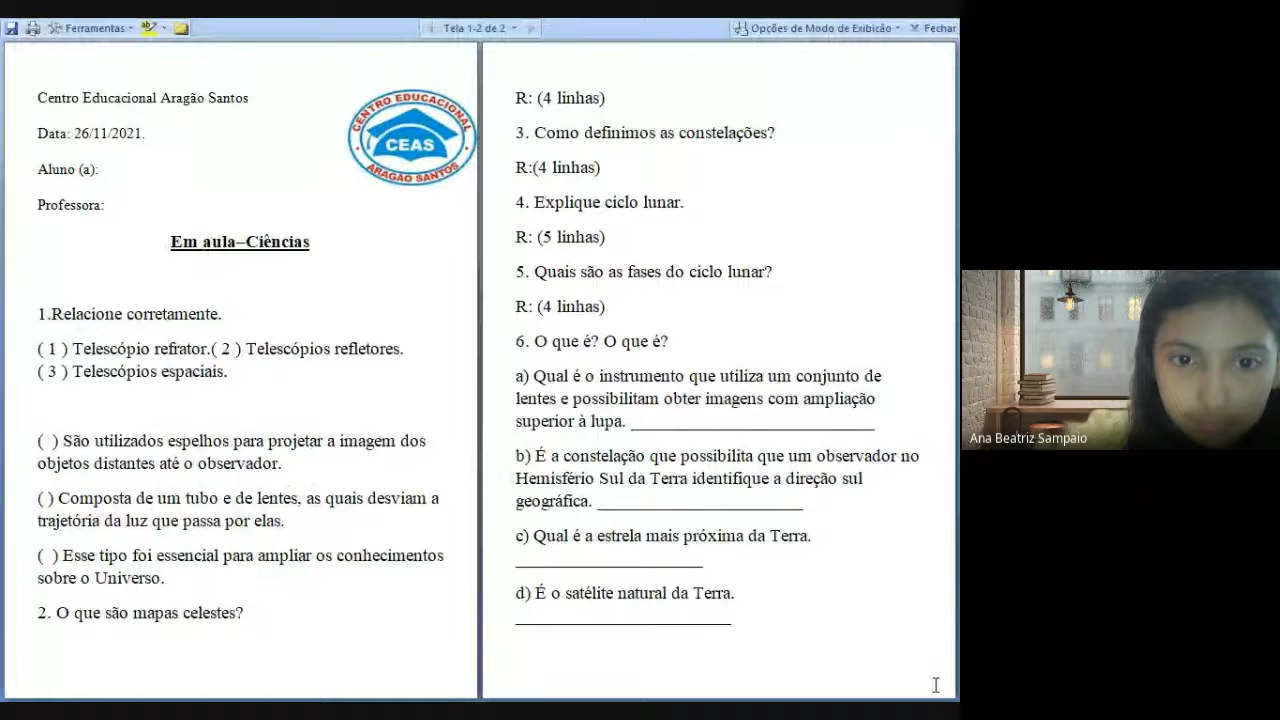 Ferramentas
Tela 1-2 de 2
Opções de Modo de Exibição
Fechar
Centro Educacional Aragão Santos
Data: 26/11/2021.
Aluno (a):
Professora:
CENTRO EDUCACIONAL
CEAS
ARAGÃO SANTOS
Em aula–Ciências
1.Relacione corretamente.
( 1 ) Telescópio refrator.( 2 ) Telescópios refletores.
( 3 ) Telescópios espaciais.
( ) São utilizados espelhos para projetar a imagem dos
objetos distantes até o observador.
( ) Composta de um tubo e de lentes, as quais desviam a
trajetória da luz que passa por elas.
( ) Esse tipo foi essencial para ampliar os conhecimentos
sobre o Universo.
2. O que são mapas celestes?
R: (4 linhas)
3. Como definimos as constelações?
R:(4 linhas)
4. Explique ciclo lunar.
R: (5 linhas)
5. Quais são as fases do ciclo lunar?
R: (4 linhas)
6. O que é? O que é?
a) Qual é o instrumento que utiliza um conjunto de
lentes e possibilitam obter imagens com ampliação
superior à lupa. ___________________________
b) É a constelação que possibilita que um observador no
Hemisfério Sul da Terra identifique a direção sul
geográfica. _______________________
c) Qual é a estrela mais próxima da Terra.
_____________________
d) É o satélite natural da Terra.
________________________
Ana Beatriz Sampaio